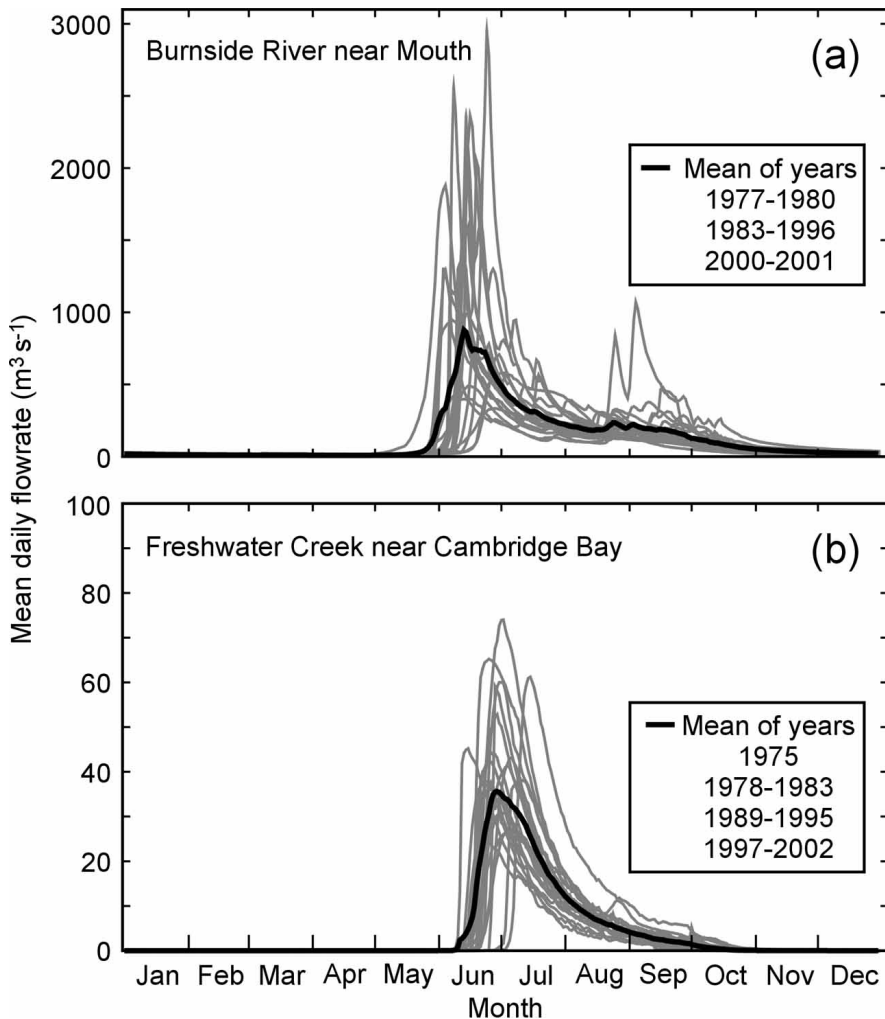 3000
Burnside River near Mouth
(a)
Mean of years
1977-1980
1983-1996
2000-2001
2000
1000
0
Mean daily flowrate (m³ s⁻¹)
100
Freshwater Creek near Cambridge Bay
(b)
80
60
Mean of years
1975
1978-1983
1989-1995
1997-2002
40
20
0
Jan Feb Mar Apr May Jun Jul Aug Sep Oct Nov Dec
Month